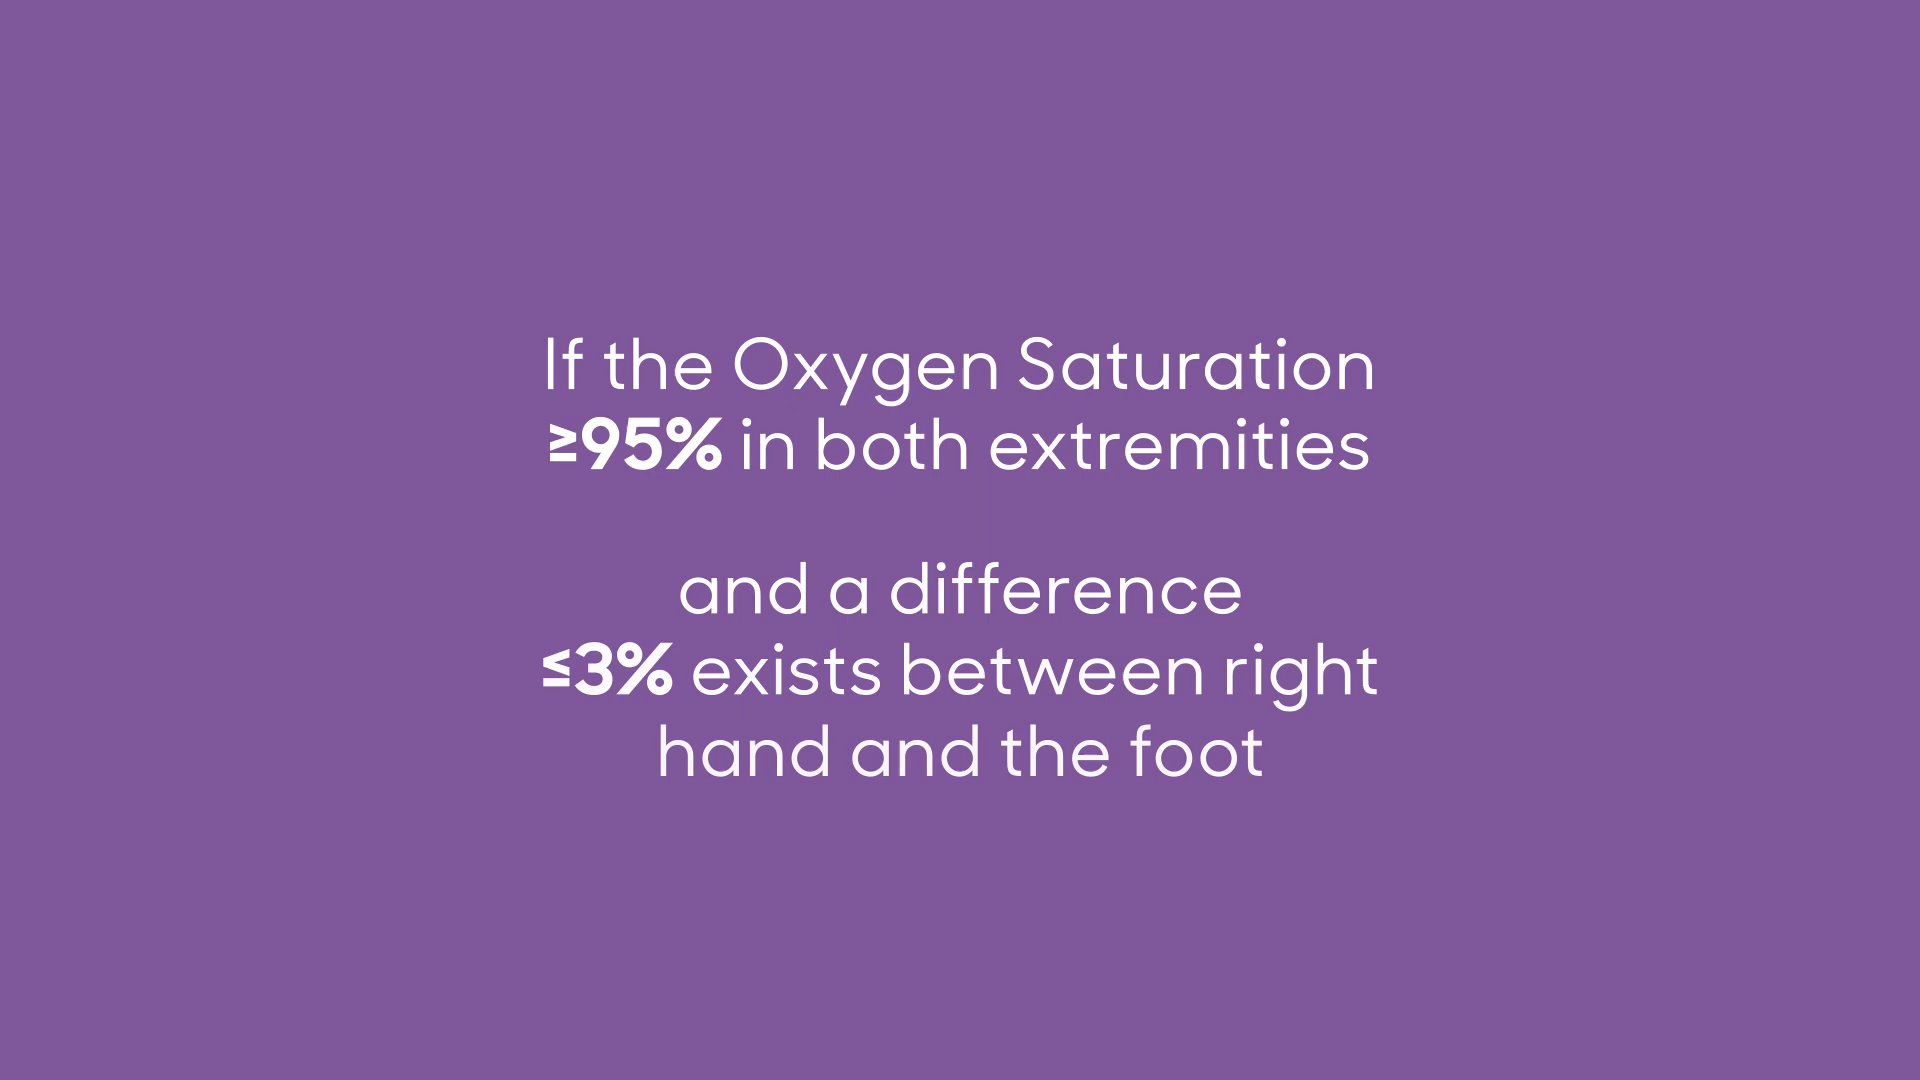 If the Oxygen Saturation
≥95% in both extremities
and a difference
≤3% exists between right
hand and the foot